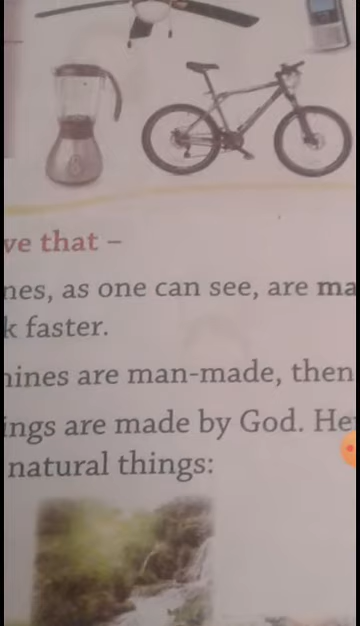 ve that –
nes, as one can see, are ma
k faster.
hines are man-made, then
ings are made by God. He
natural things: